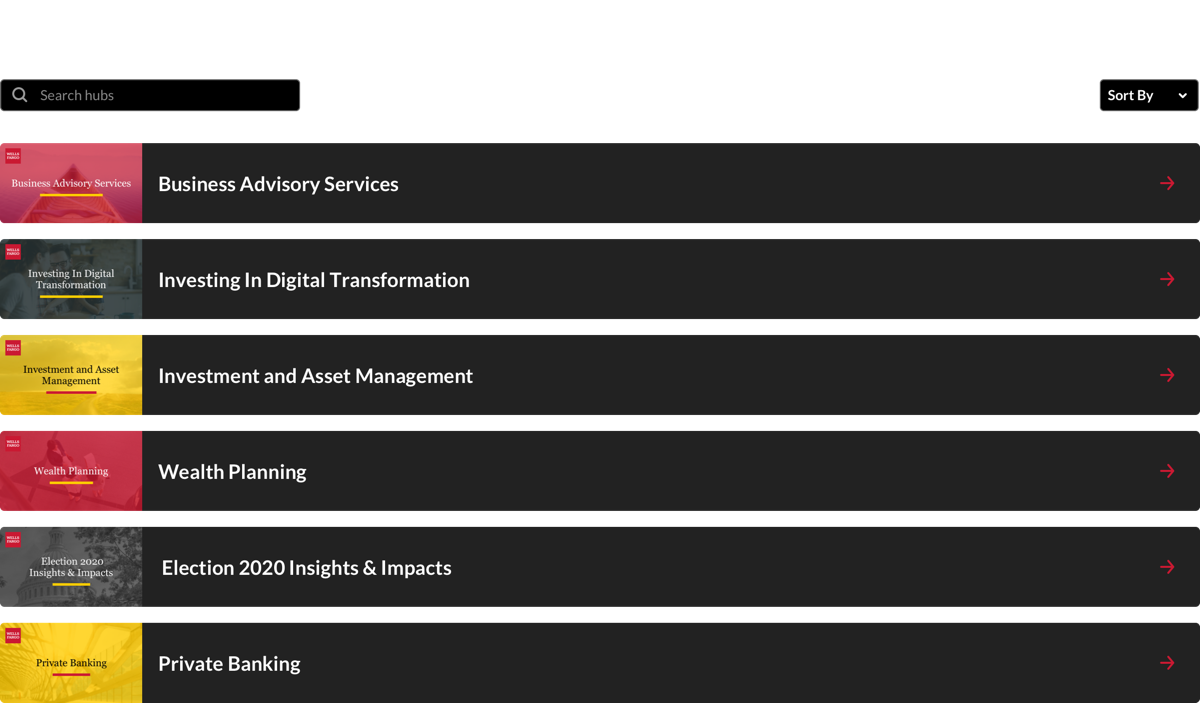 Search hubs
Sort By
WELLS
FARGO
Business Advisory Services
Business Advisory Services
WELLS
FARGO
Investing In Digital
Transformation
Investing In Digital Transformation
WELLS
FARGO
Investment and Asset
Management
Investment and Asset Management
WELLS
FARGO
Wealth Planning
Wealth Planning
WELLS
FARGO
Election 2020
Insights & Impacts
Election 2020 Insights & Impacts
WELLS
FARGO
Private Banking
Private Banking